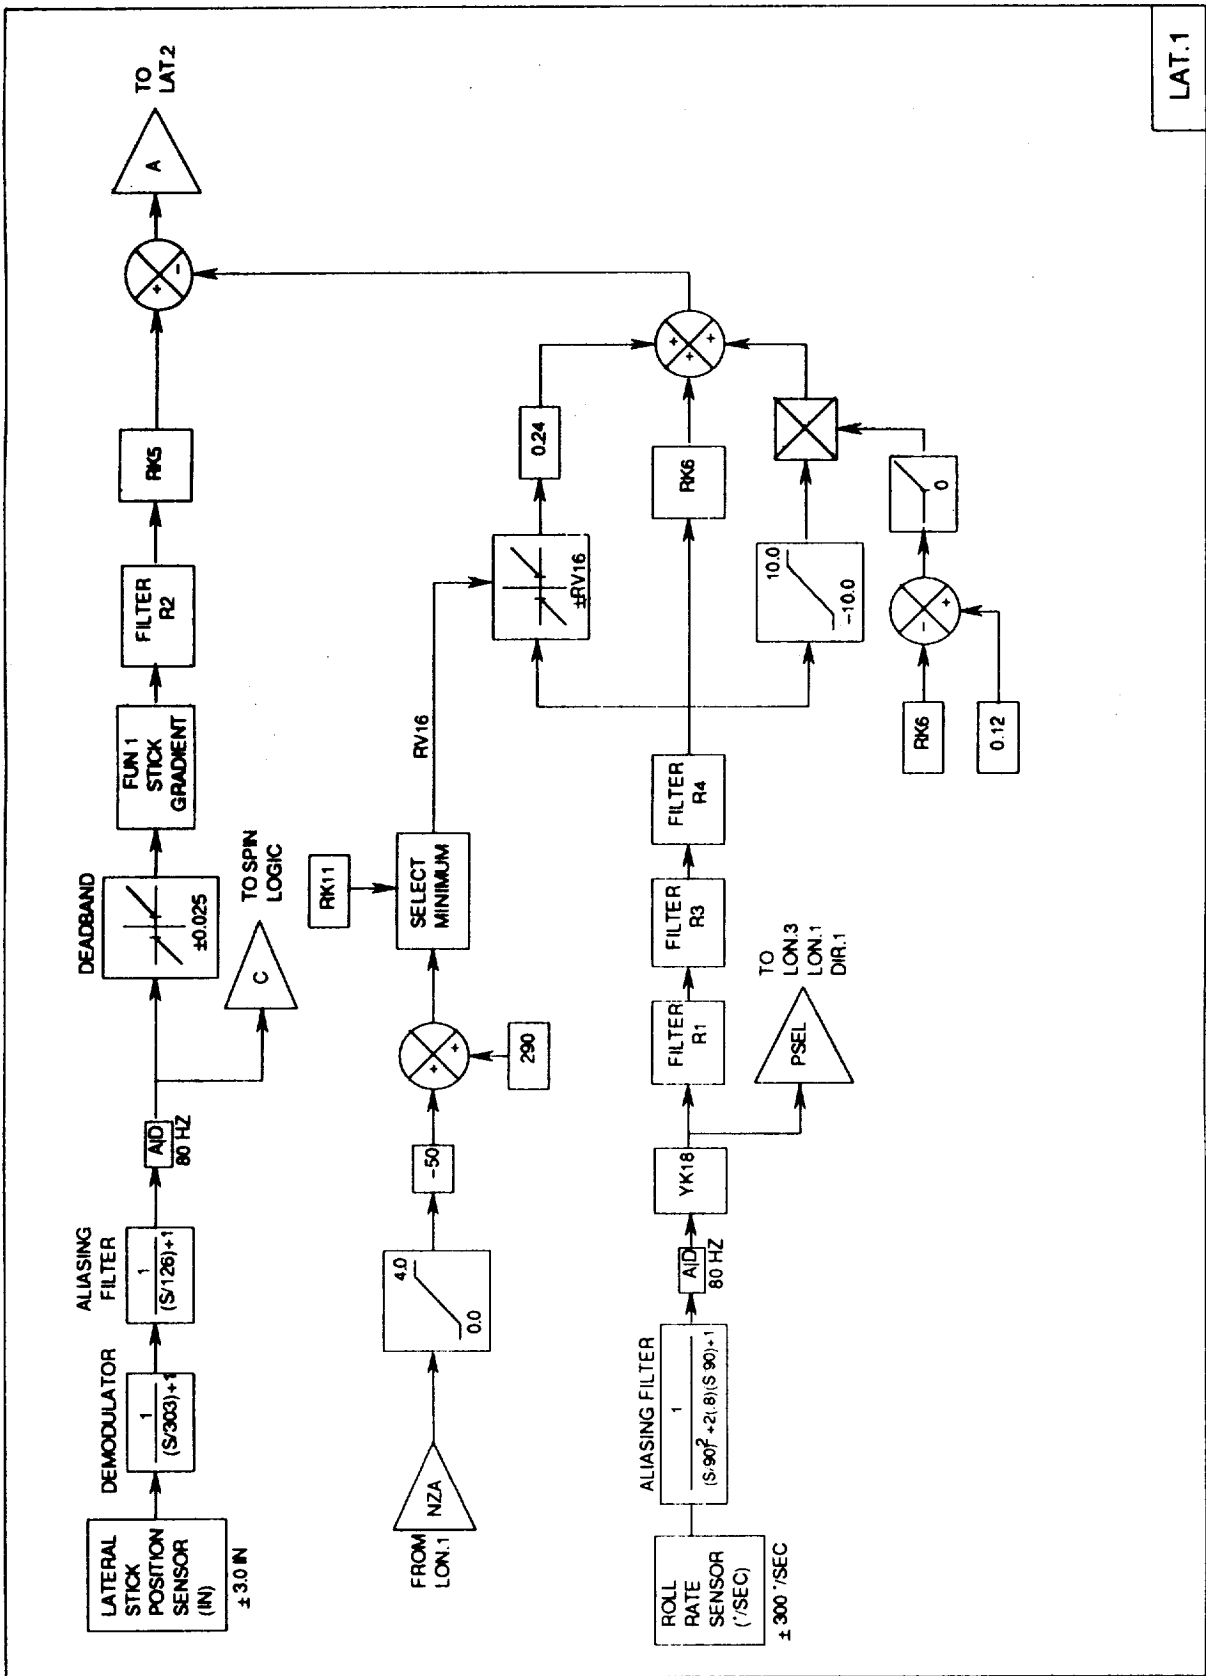 LATERAL
STICK
POSITION
SENSOR
(IN)
± 3.0 IN
DEMODULATOR
1
(S/303)+1
ALIASING
FILTER
1
(S/126)+1
A/D
80 HZ
DEADBAND
±0.025
C
TO SPIN
LOGIC
FUN 1
STICK
GRADIENT
FILTER
R2
RK5
+
-
A
TO
LAT.2
FROM
LON.1
NZA
4.0
0.0
-50
+
+
290
RK11
SELECT
MINIMUM
RV16
±RV16
0.24
ROLL
RATE
SENSOR
(°/SEC)
± 300 °/SEC
ALIASING FILTER
1
(S/90)² +2(.8)(S 90)+1
A/D
80 HZ
YK18
PSEL
TO
LON.3
LON.1
DIR.1
FILTER
R1
FILTER
R3
FILTER
R4
RK6
+
+
+
10.0
-10.0
RK6
0.12
-
+
0
LAT.1